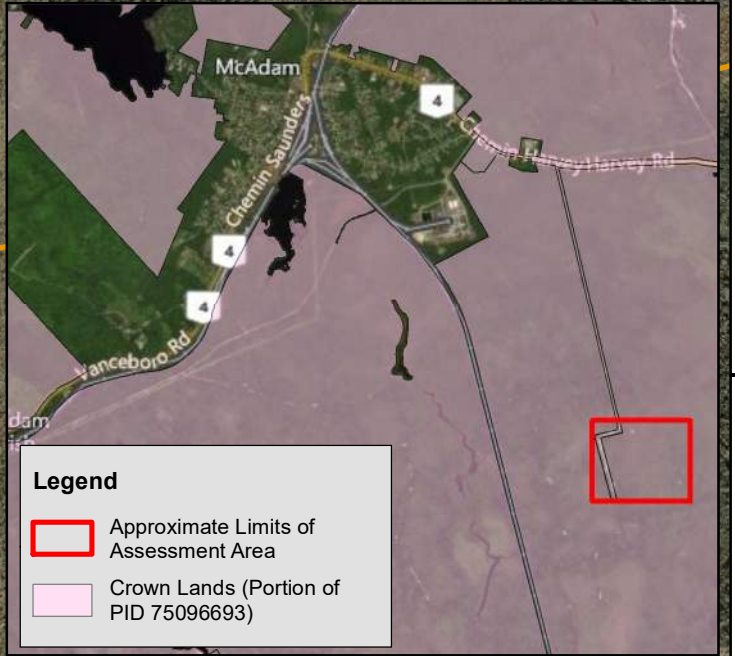 McAdam
4
Chemin Harvey/Harvey Rd
Chemin Saunders
4
4
Vanceboro Rd
dam
Legend
Approximate Limits of
Assessment Area
Crown Lands (Portion of
PID 75096693)